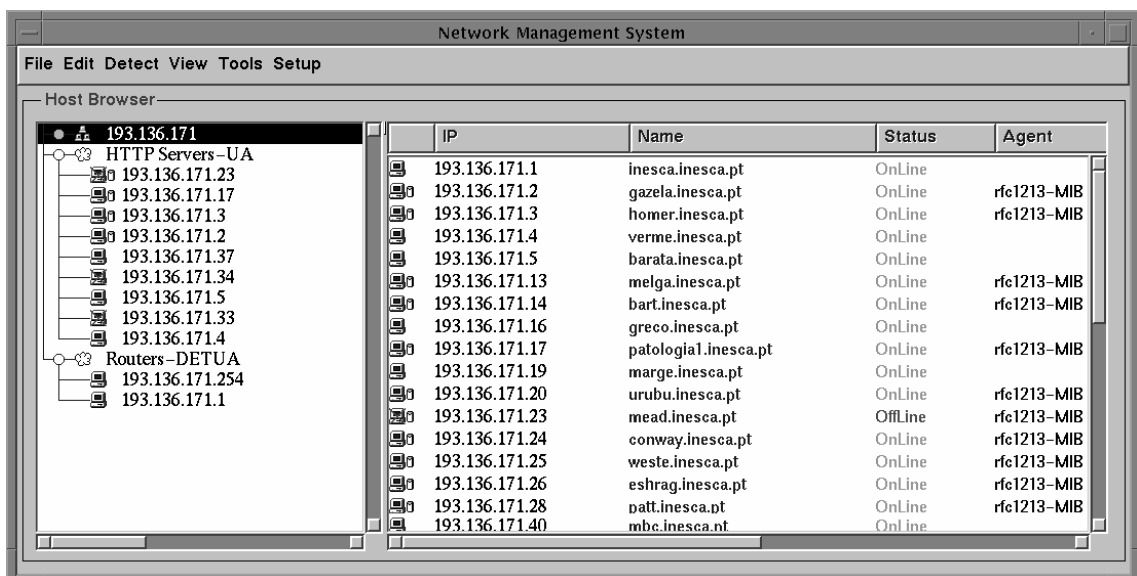 Network Management System
File Edit Detect View Tools Setup
Host Browser
193.136.171
HTTP Servers-UA
193.136.171.23
193.136.171.17
193.136.171.3
193.136.171.2
193.136.171.37
193.136.171.34
193.136.171.5
193.136.171.33
193.136.171.4
Routers-DETUA
193.136.171.254
193.136.171.1
IP Name Status Agent
193.136.171.1 inesca.inesca.pt OnLine
193.136.171.2 gazela.inesca.pt OnLine rfc1213-MIB
193.136.171.3 homer.inesca.pt OnLine rfc1213-MIB
193.136.171.4 verme.inesca.pt OnLine
193.136.171.5 barata.inesca.pt OnLine
193.136.171.13 melga.inesca.pt OnLine rfc1213-MIB
193.136.171.14 bart.inesca.pt OnLine rfc1213-MIB
193.136.171.16 greco.inesca.pt OnLine
193.136.171.17 patologia1.inesca.pt OnLine rfc1213-MIB
193.136.171.19 marge.inesca.pt OnLine
193.136.171.20 urubu.inesca.pt OnLine rfc1213-MIB
193.136.171.23 mead.inesca.pt OffLine rfc1213-MIB
193.136.171.24 conway.inesca.pt OnLine rfc1213-MIB
193.136.171.25 weste.inesca.pt OnLine rfc1213-MIB
193.136.171.26 eshrag.inesca.pt OnLine rfc1213-MIB
193.136.171.28 patt.inesca.pt OnLine rfc1213-MIB
193.136.171.40 mbc.inesca.pt OnLine